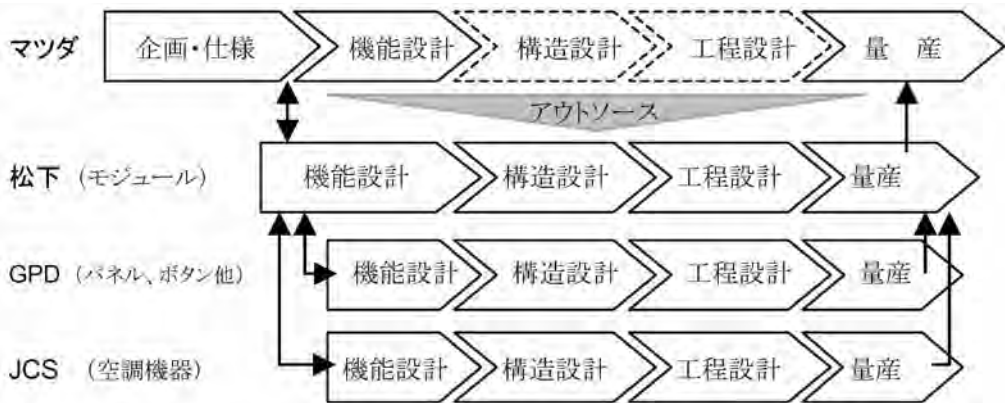 マツダ 企画・仕様 機能設計 構造設計 工程設計 量 産
アウトソース
松下 (モジュール) 機能設計 構造設計 工程設計 量産
GPD (パネル、ボタン他) 機能設計 構造設計 工程設計 量産
JCS (空調機器) 機能設計 構造設計 工程設計 量産